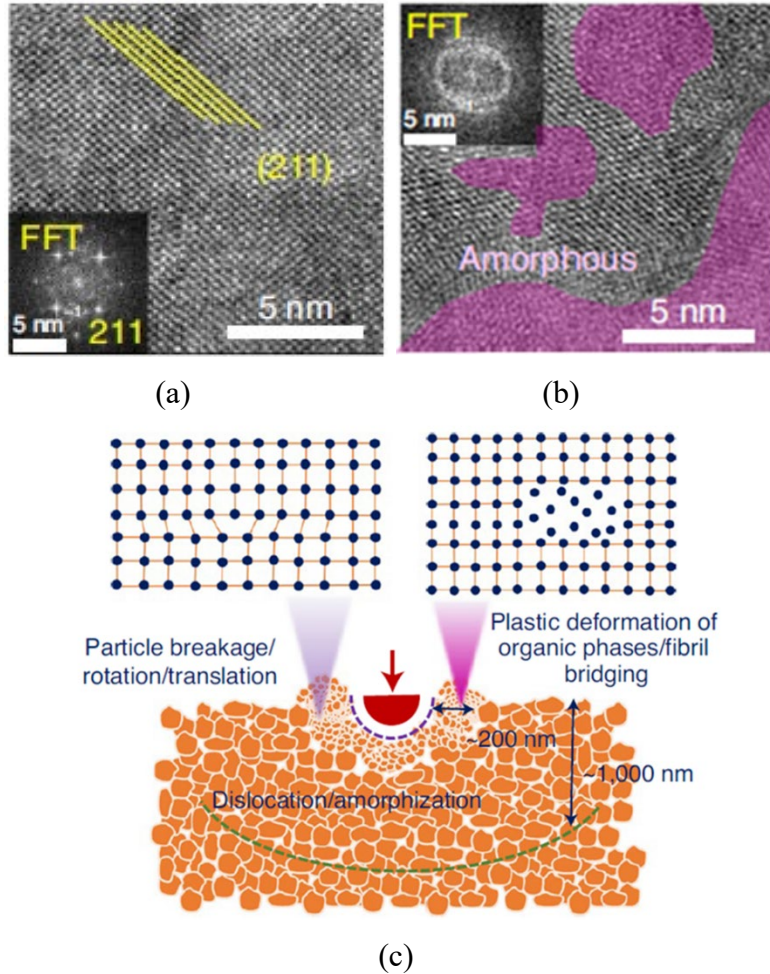 FFT
5 nm
(211)
Amorphous
FFT
5 nm
-1
211
5 nm
5 nm
(a)
(b)
Particle breakage/
rotation/translation
Plastic deformation of
organic phases/fibril
bridging
~200 nm
~1,000 nm
Dislocation/amorphization
(c)